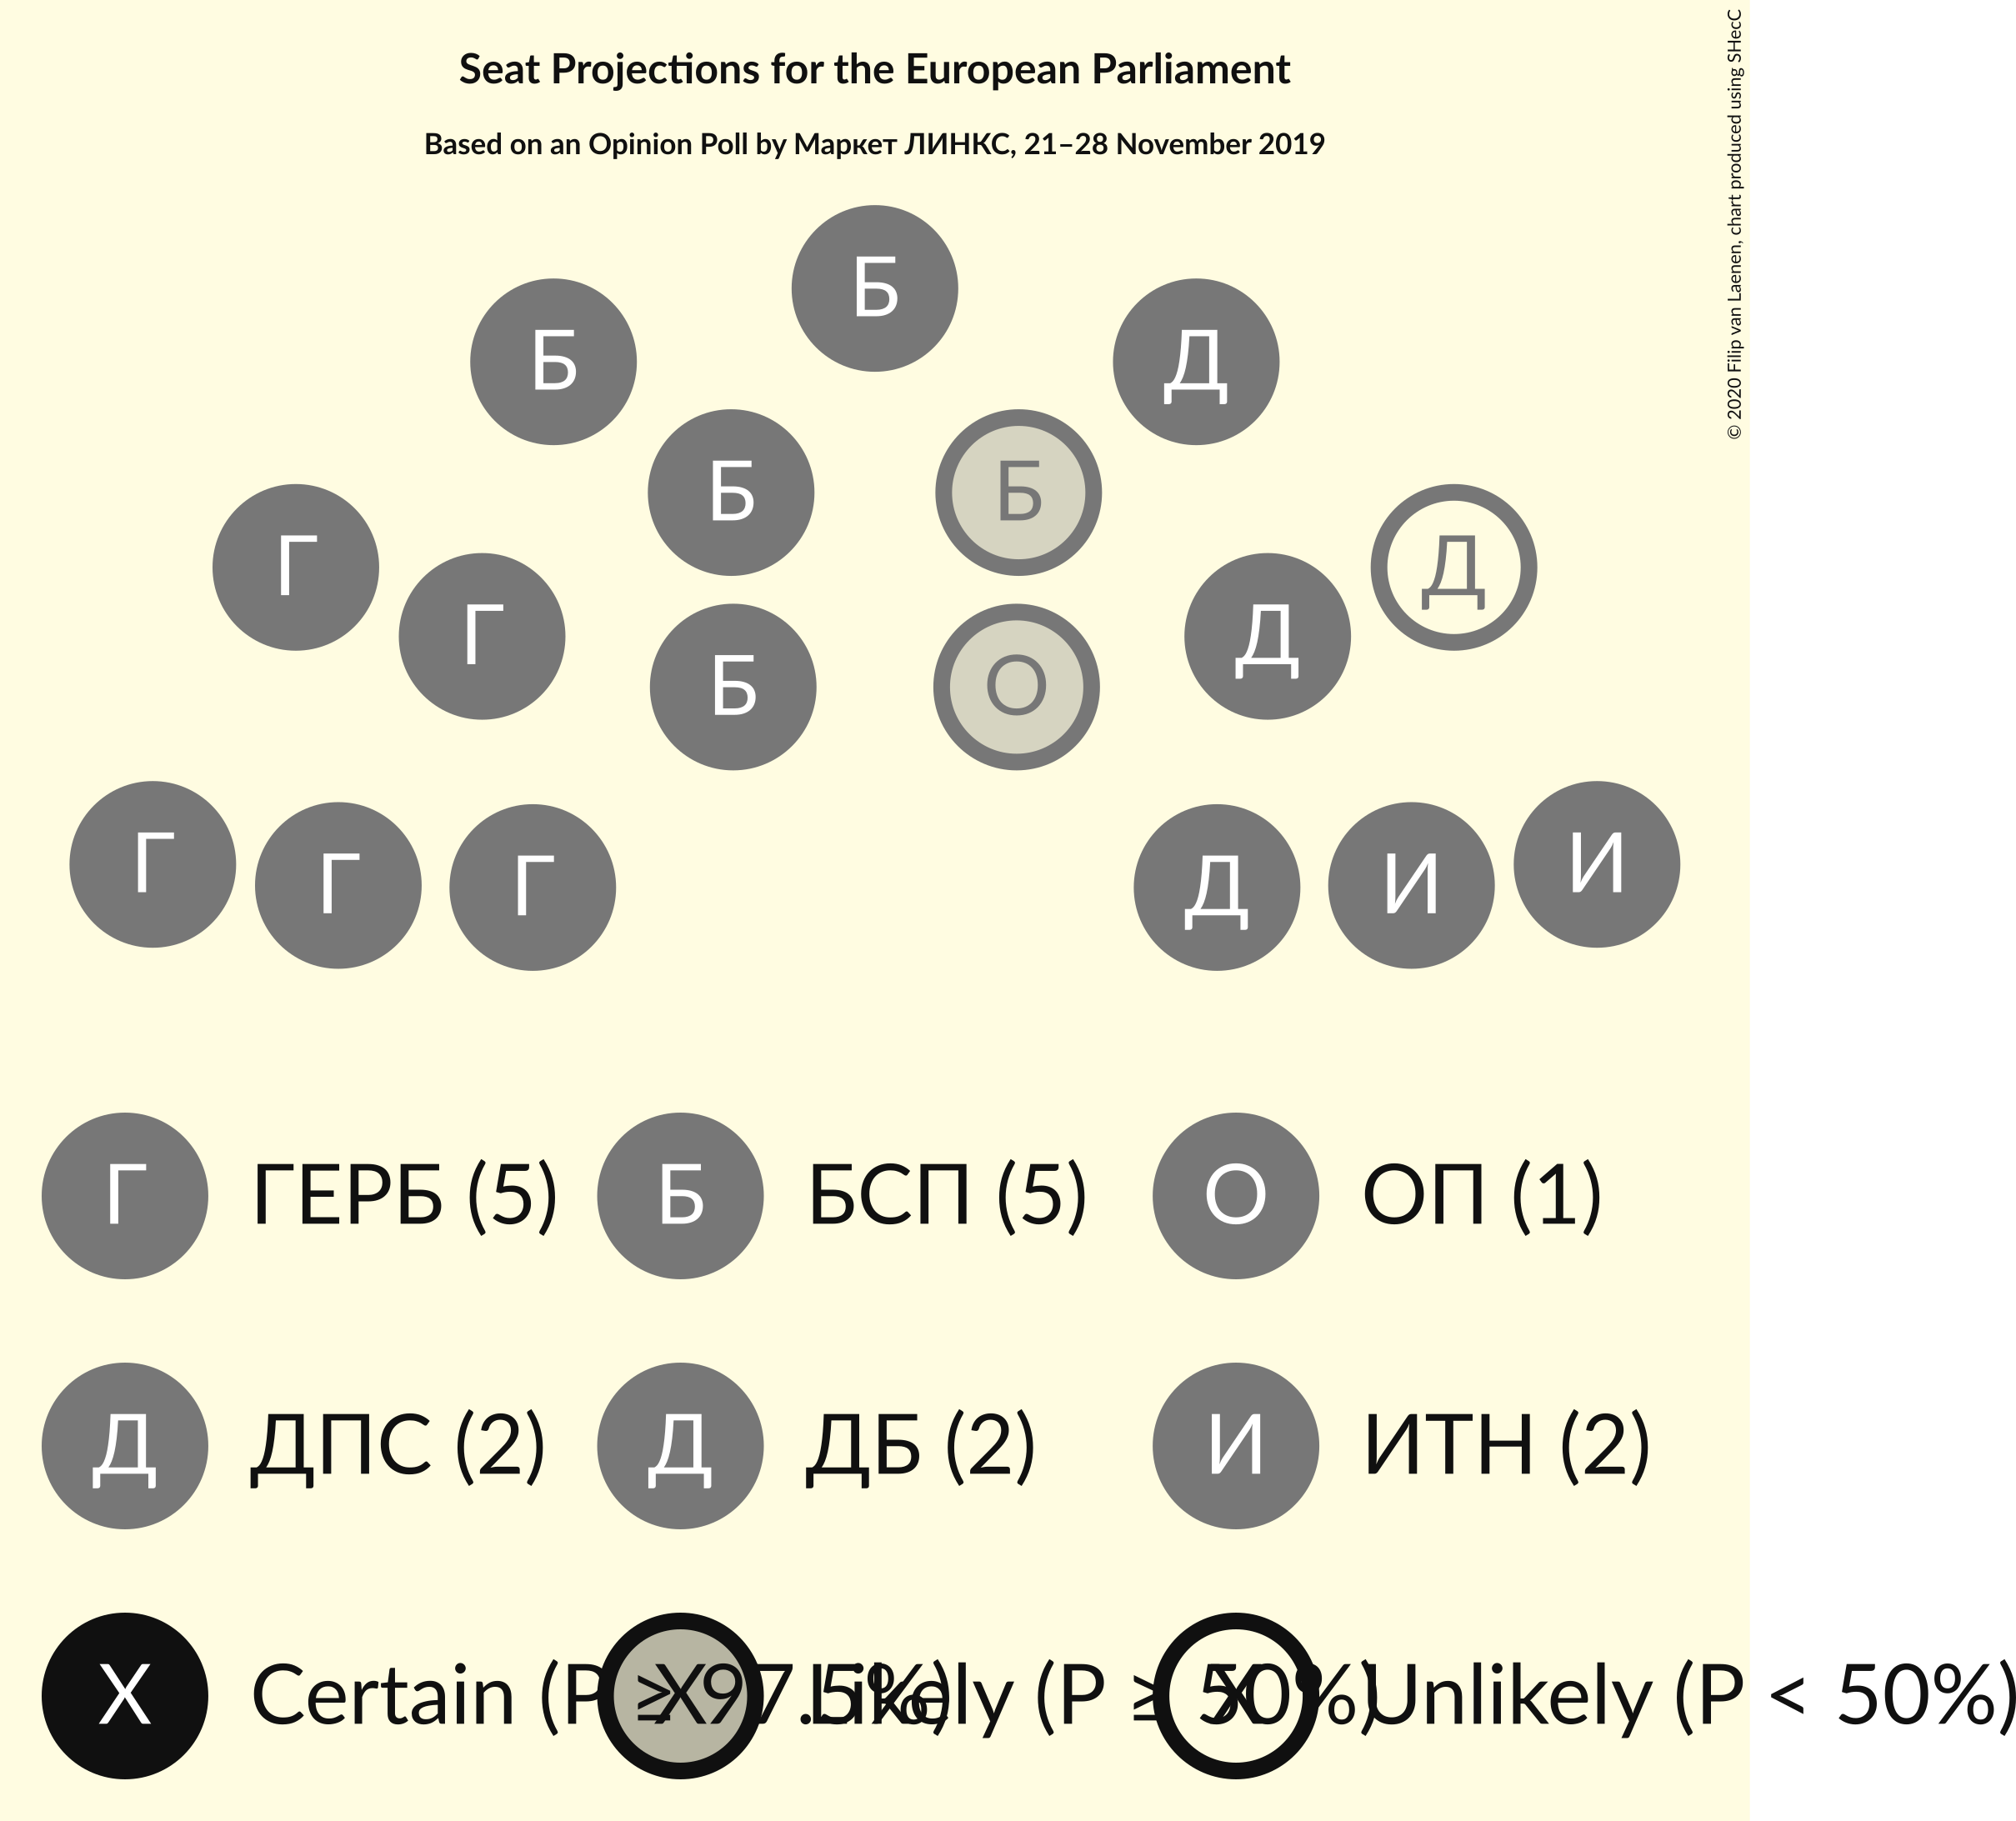 Seat Projections for the European Parliament
Based on an Opinion Poll by Маркет ЛИНКС, 21–28 November 2019
© 2020 Filip van Laenen, chart produced using SHecC
Б
Б
Д
Б
Б
Г
Д
Г
Д
Б
О
Г
Г
Г
Д
И
И
Г ГЕРБ (5) Б БСП (5) О ОП (1)
Д ДПС (2) Д ДБ (2) И ИТН (2)
X Certain (P ≥ 97.5%) X Likely (P ≥ 50%) X Unlikely (P < 50%)